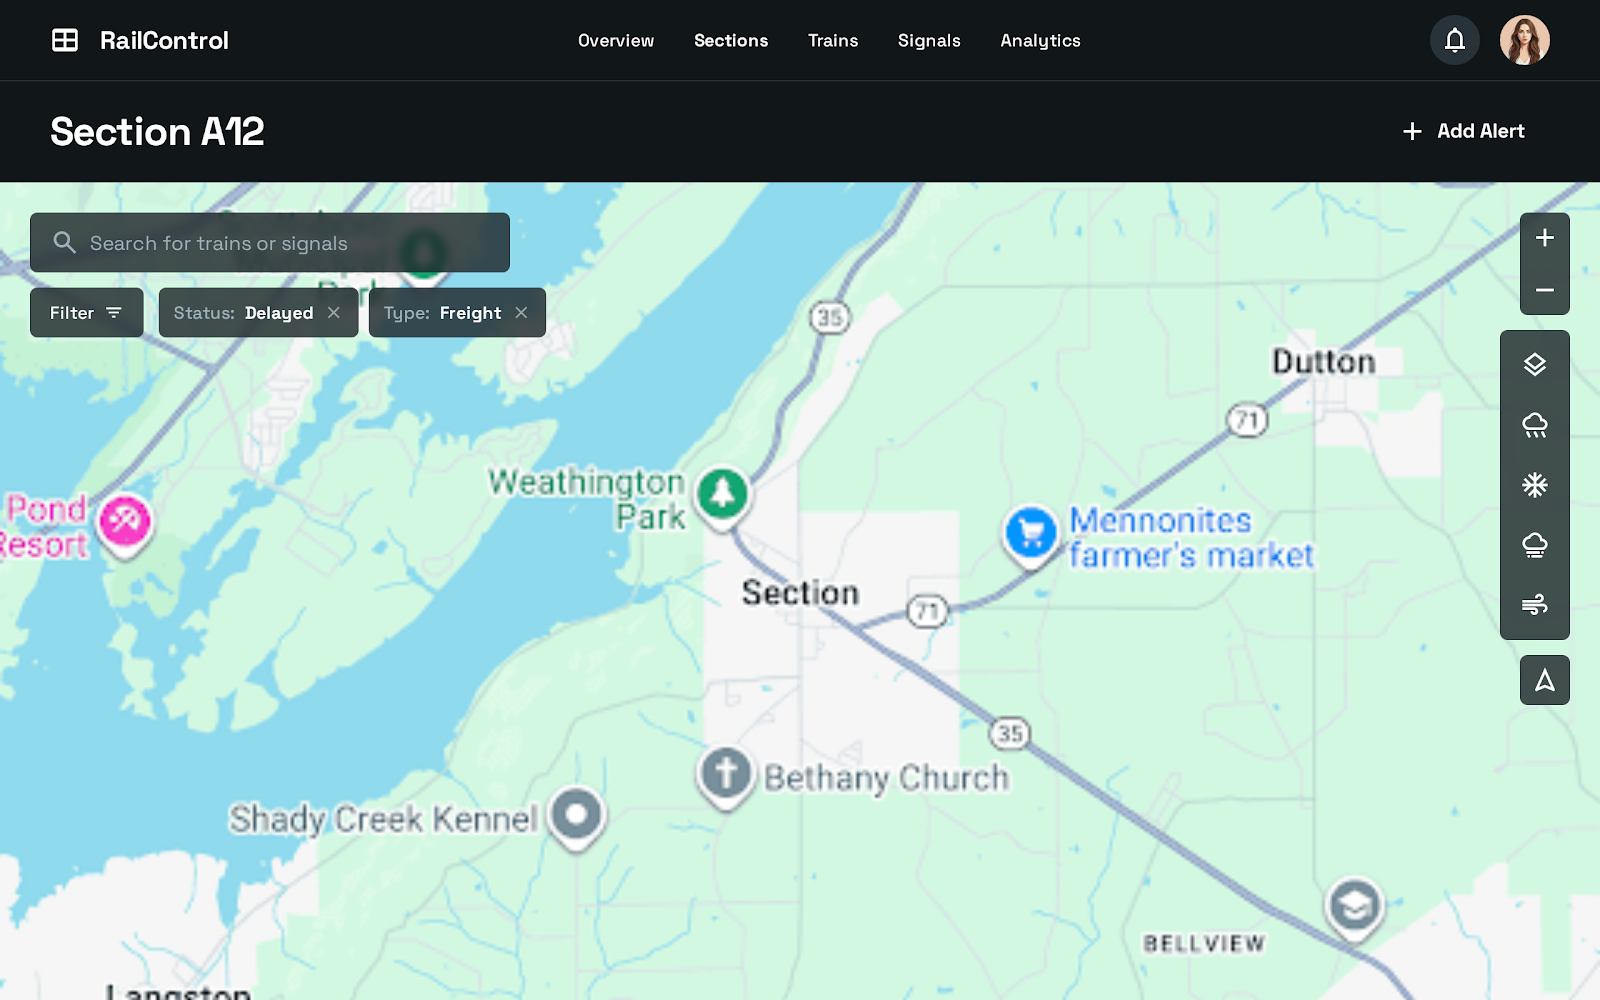 RailControl
Overview
Sections
Trains
Signals
Analytics
Section A12
Add Alert
Search for trains or signals
Filter
Status: Delayed
Type: Freight
35
Dutton
71
Weathington
Park
Pond
Resort
Mennonites
farmer's market
Section
71
35
Bethany Church
Shady Creek Kennel
BELLVIEW
Langston